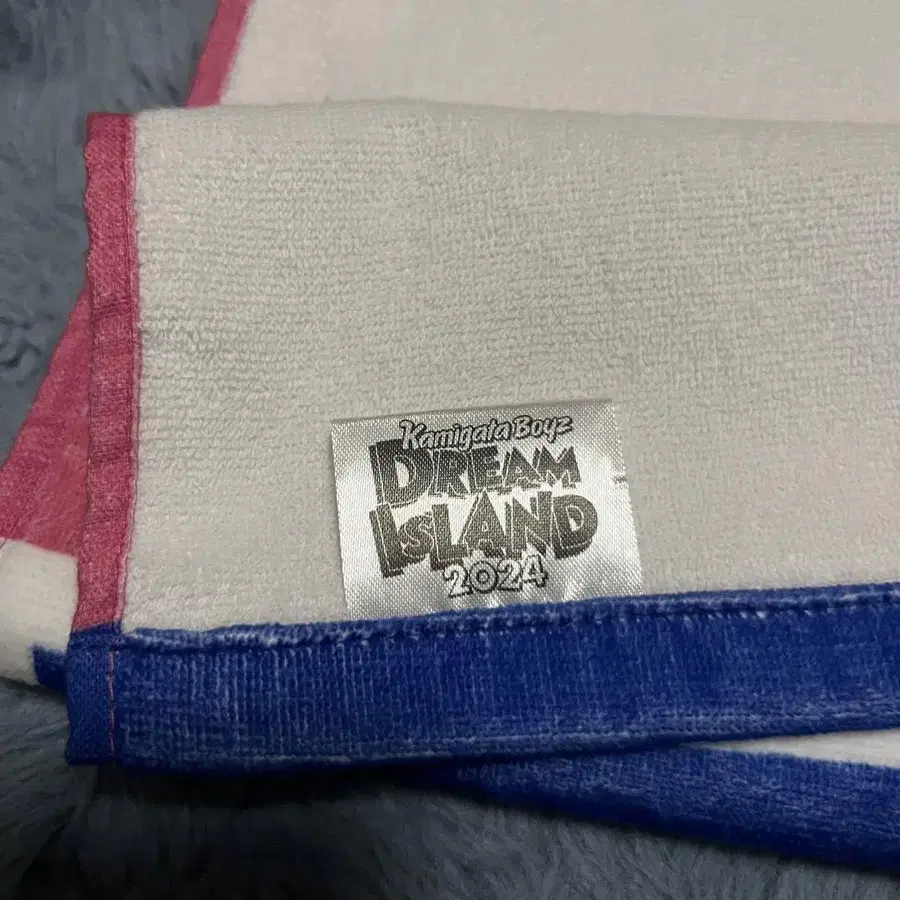 Kamigata Boyz
DREAM
IsLAND
2024